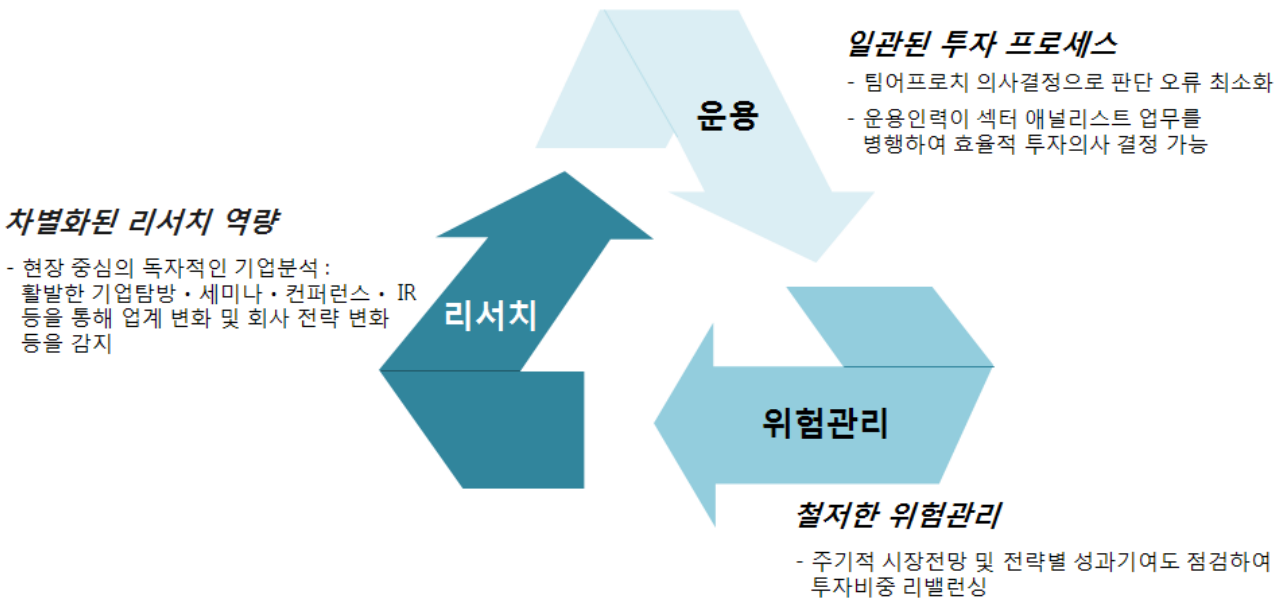 일관된 투자 프로세스
- 팀어프로치 의사결정으로 판단 오류 최소화
- 운용인력이 섹터 애널리스트 업무를
병행하여 효율적 투자의사 결정 가능
운용
차별화된 리서치 역량
- 현장 중심의 독자적인 기업분석 :
활발한 기업탐방・세미나・컨퍼런스・ IR
등을 통해 업계 변화 및 회사 전략 변화
등을 감지
리서치
위험관리
철저한 위험관리
- 주기적 시장전망 및 전략별 성과기여도 점검하여
투자비중 리밸런싱